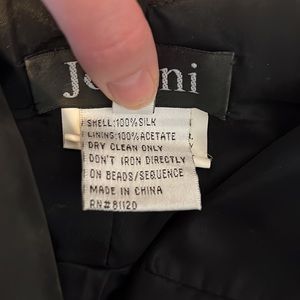 SHELL:100%SILK
LINING:100%ACETATE
DRY CLEAN ONLY
DON'T IRON DIRECTLY
ON BEADS/SEQUENCE
MADE IN CHINA
RN#81120